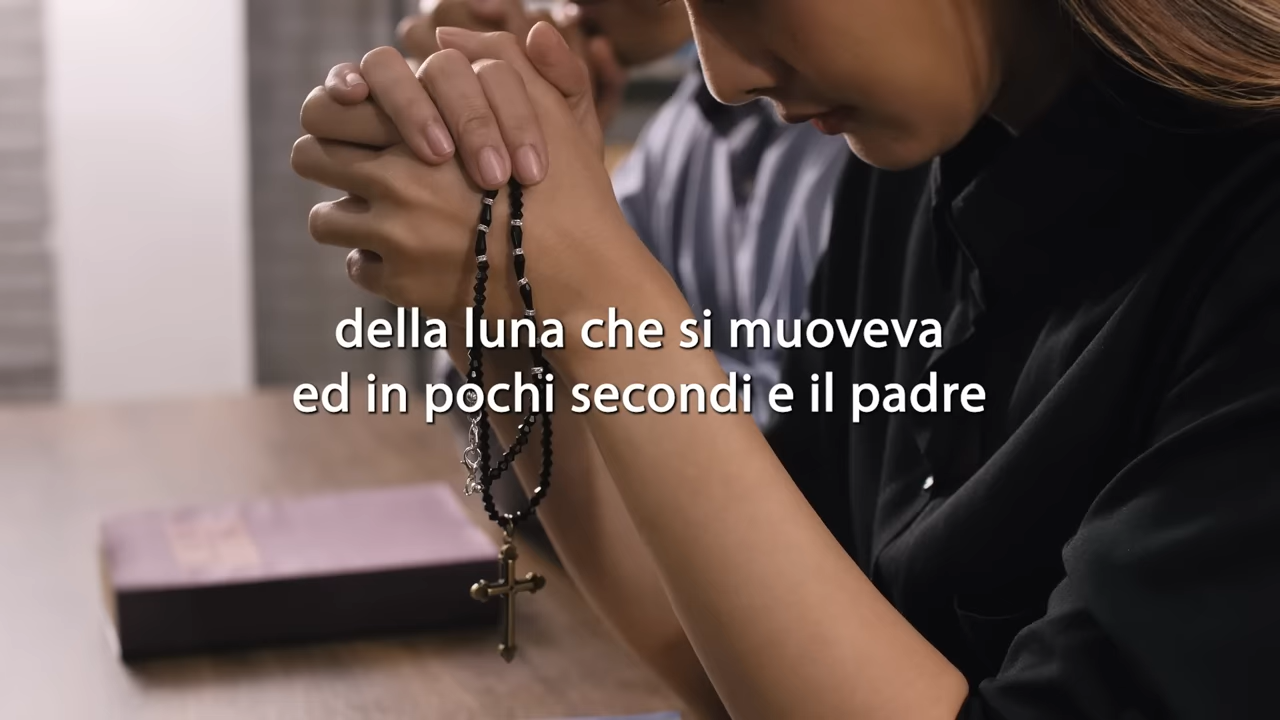 della luna che si muoveva
ed in pochi secondi e il padre